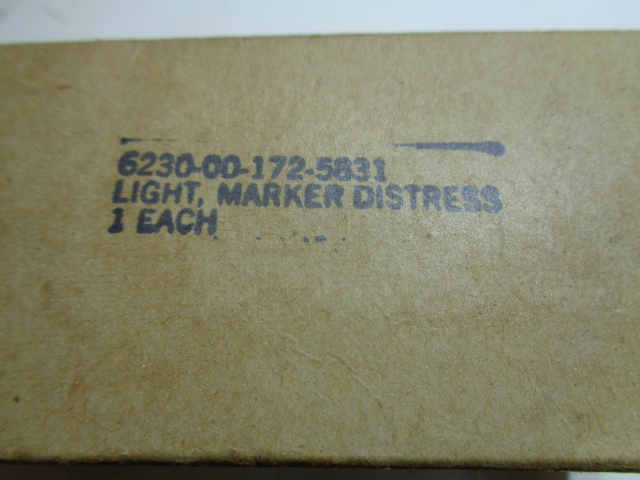 6230-00-172-5831
LIGHT, MARKER DISTRESS
1 EACH